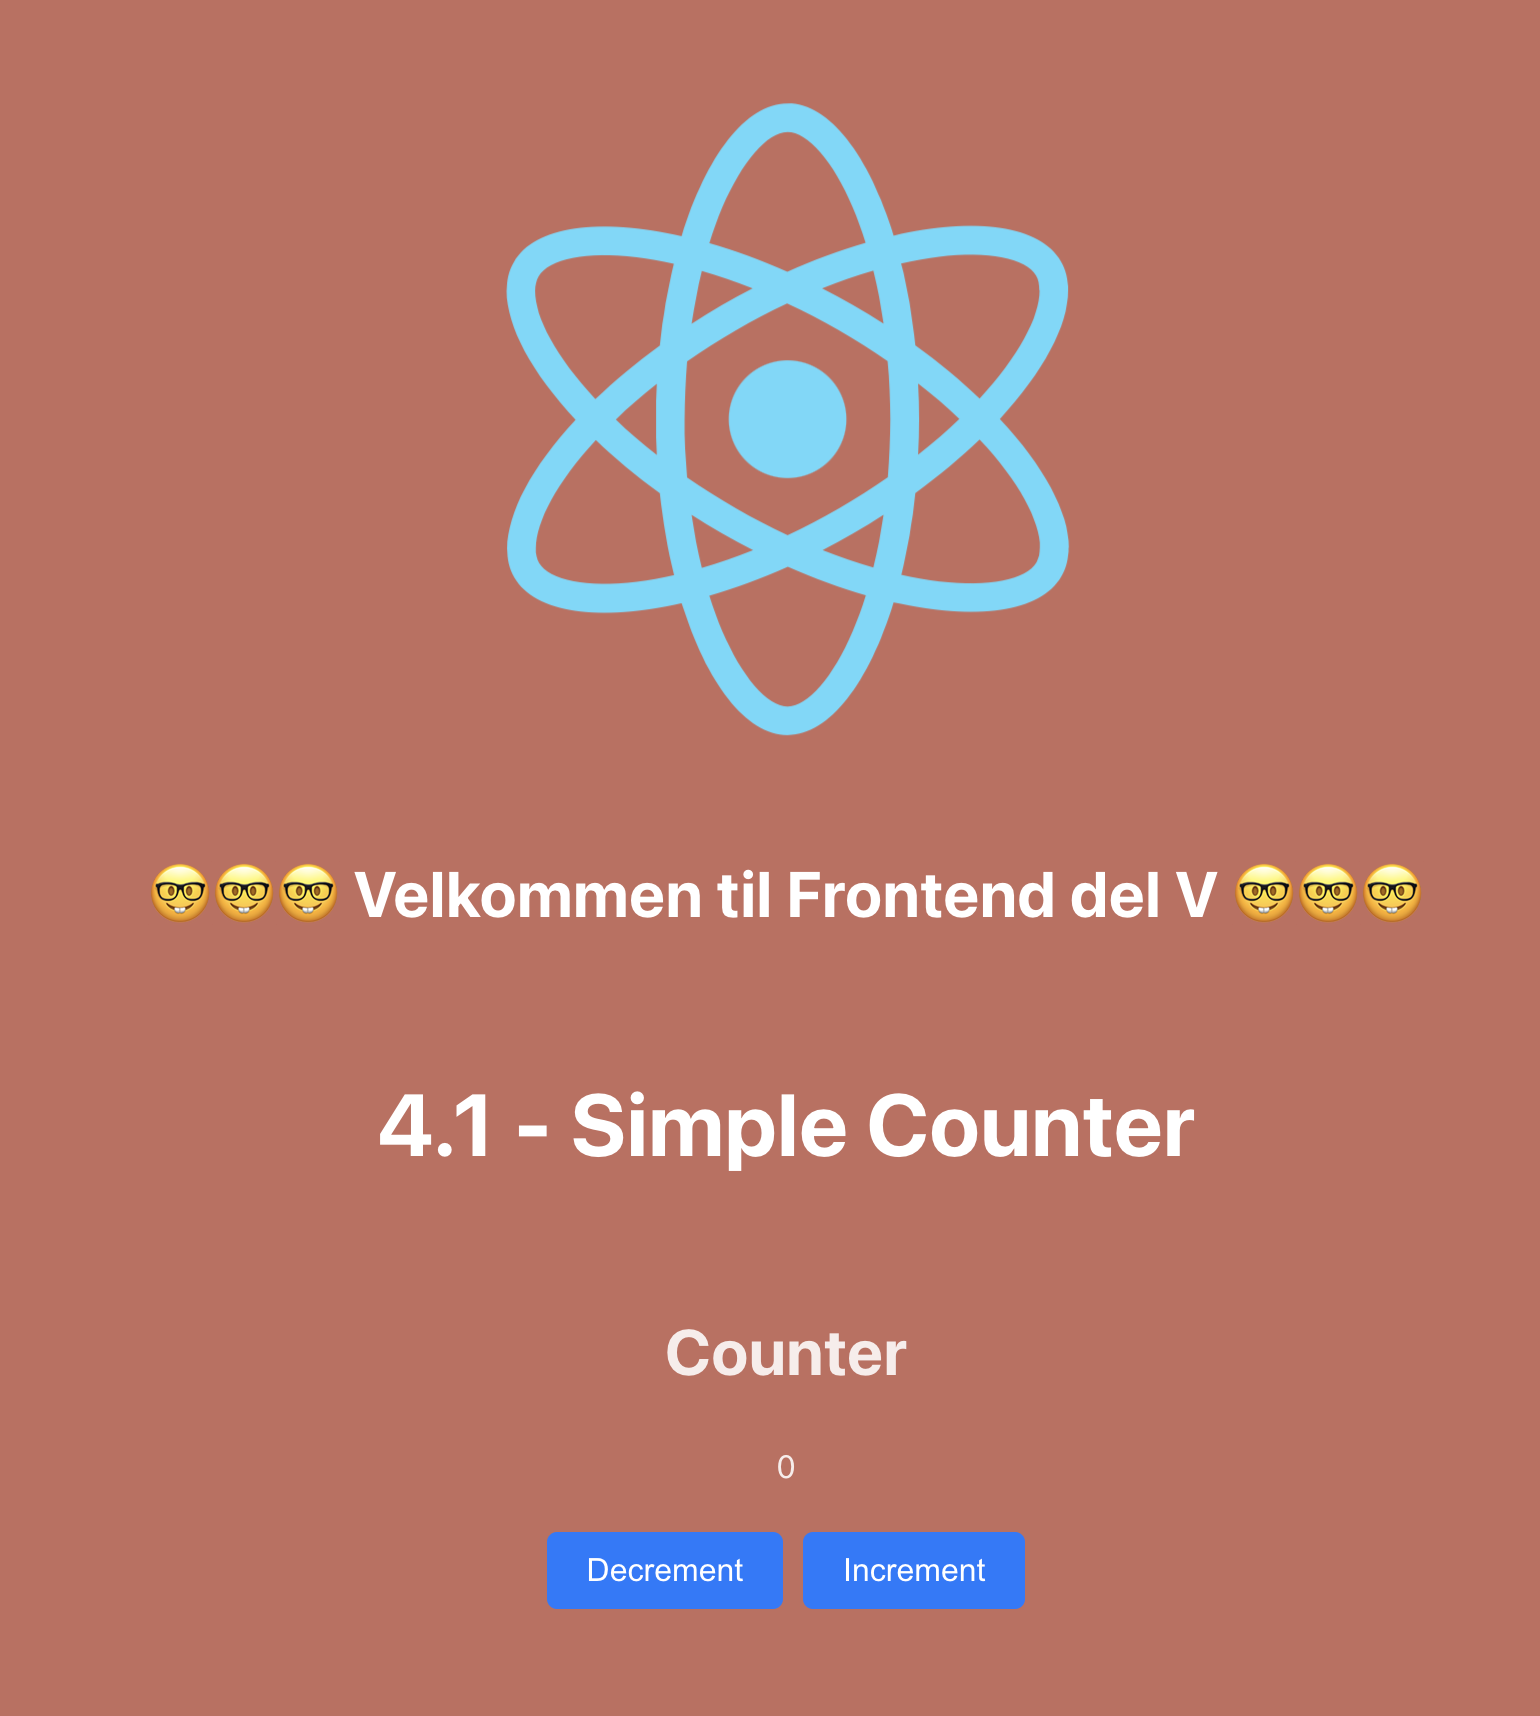 🤓🤓🤓 Velkommen til Frontend del V 🤓🤓🤓
4.1 - Simple Counter
Counter
0
Decrement Increment